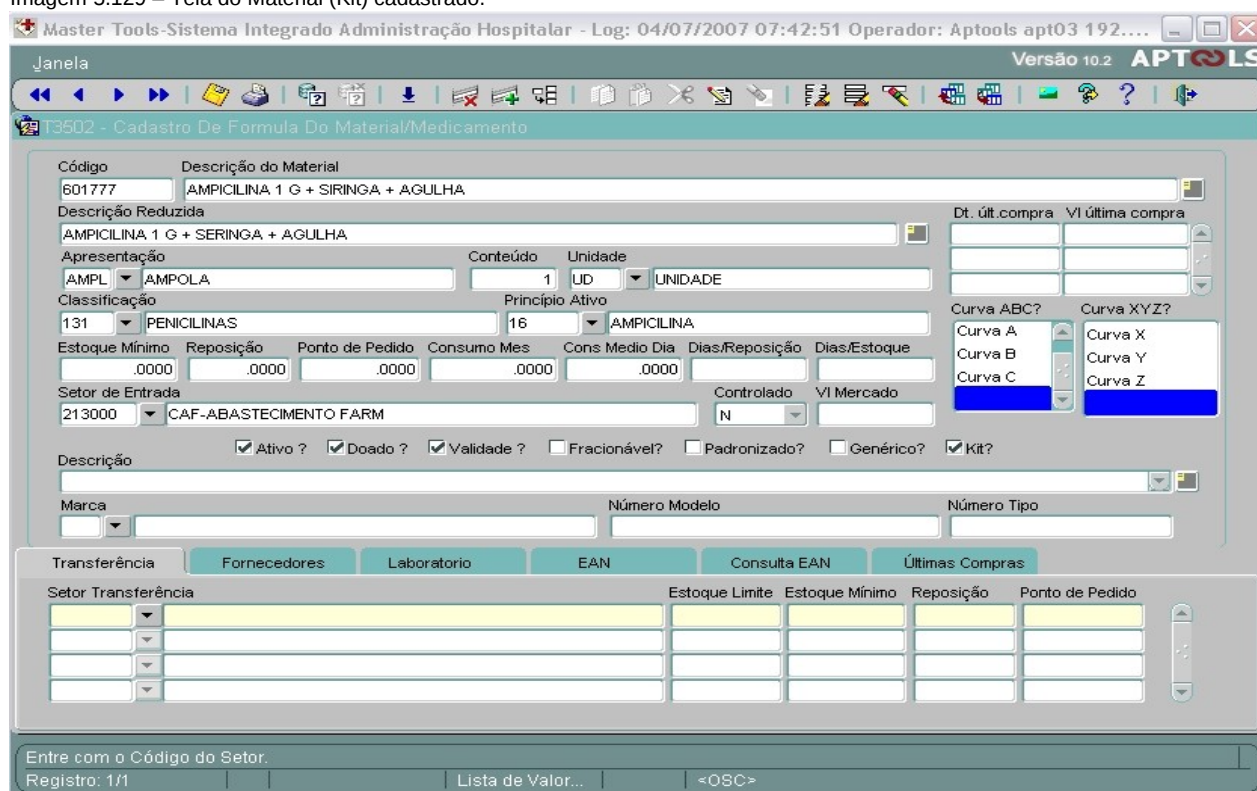 Imagem 5.129 – Tela do Material (Kit) cadastrado.
Master Tools-Sistema Integrado Administração Hospitalar - Log: 04/07/2007 07:42:51 Operador: Aptools apt03 192....
Janela Versão 10.2 APTOOLS
T3502 - Cadastro De Formula Do Material/Medicamento
Código Descrição do Material
601777 AMPICILINA 1 G + SIRINGA + AGULHA
Descrição Reduzida Dt. últ.compra Vl última compra
AMPICILINA 1 G + SERINGA + AGULHA
Apresentação Conteúdo Unidade
AMPL AMPOLA 1 UD UNIDADE
Classificação Princípio Ativo Curva ABC? Curva XYZ?
131 PENICILINAS 16 AMPICILINA Curva A Curva X
Estoque Mínimo Reposição Ponto de Pedido Consumo Mes Cons Medio Dia Dias/Reposição Dias/Estoque Curva B Curva Y
.0000 .0000 .0000 .0000 .0000 Curva C Curva Z
Setor de Entrada Controlado Vl Mercado
213000 CAF-ABASTECIMENTO FARM N
Ativo ? Doado ? Validade ? Fracionável? Padronizado? Genérico? Kit?
Descrição
Marca Número Modelo Número Tipo
Transferência Fornecedores Laboratorio EAN Consulta EAN Últimas Compras
Setor Transferência Estoque Limite Estoque Mínimo Reposição Ponto de Pedido
Entre com o Código do Setor.
Registro: 1/1 Lista de Valor... <OSC>